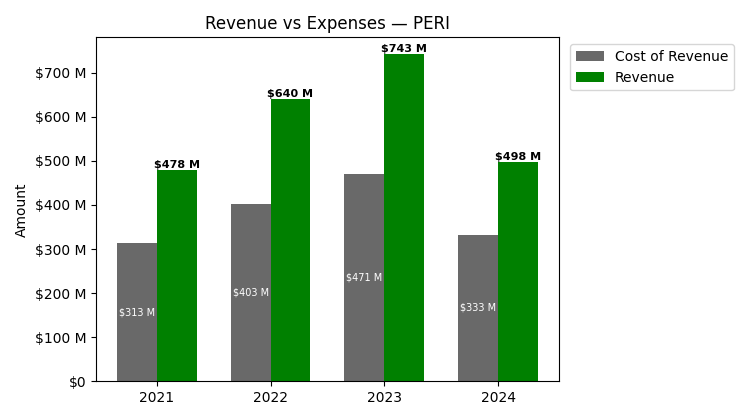 Revenue vs Expenses — PERI
Cost of Revenue
Revenue
Amount
$700 M
$600 M
$500 M
$400 M
$300 M
$200 M
$100 M
$0
$478 M
$640 M
$743 M
$498 M
$313 M
$403 M
$471 M
$333 M
2021
2022
2023
2024